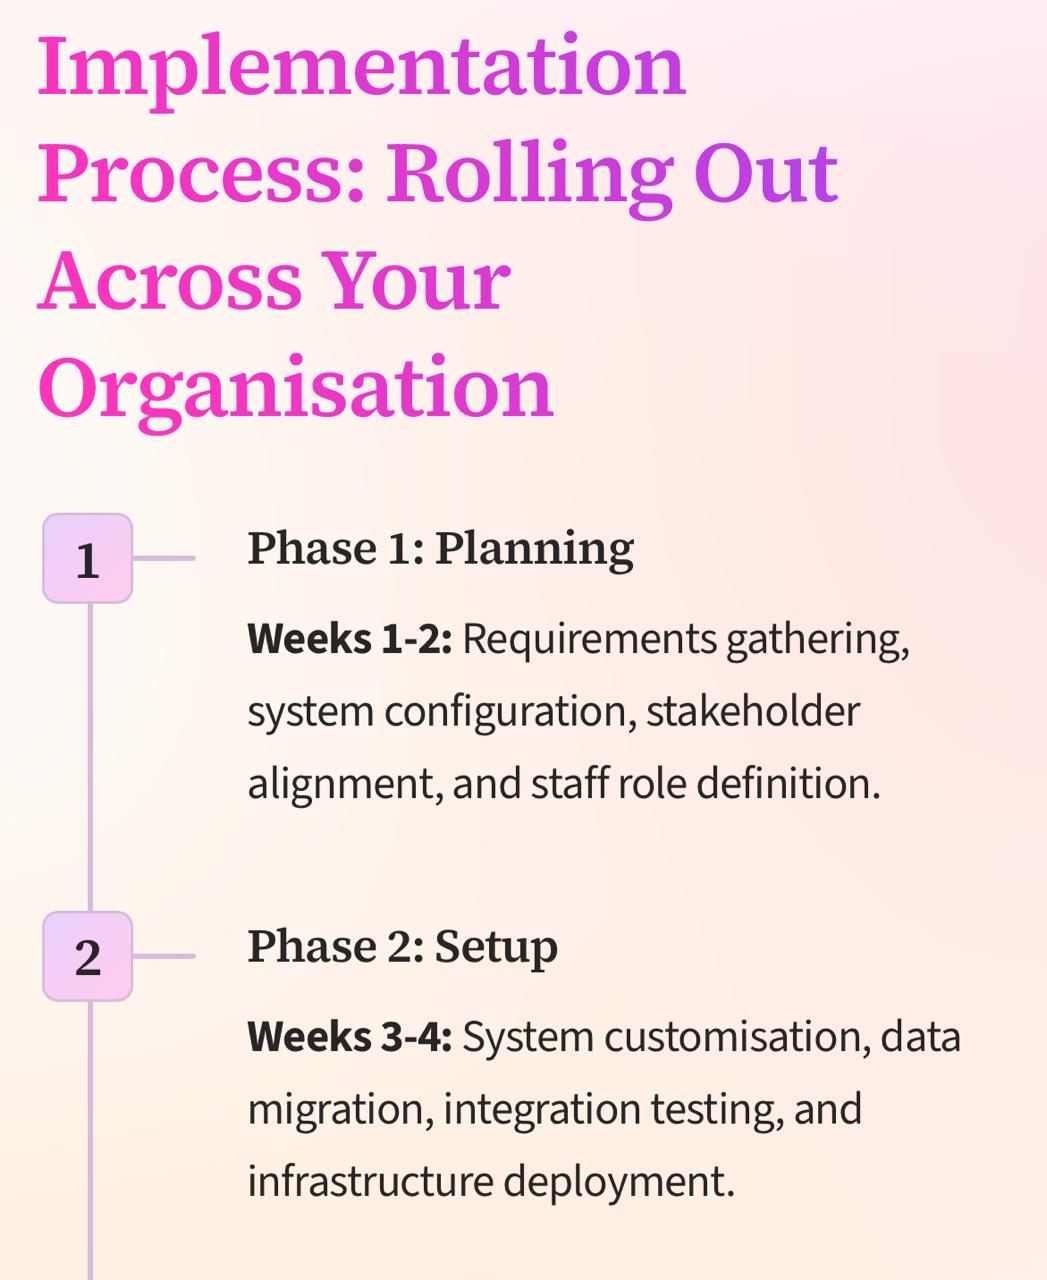 Implementation
Process: Rolling Out
Across Your
Organisation
1
Phase 1: Planning
Weeks 1-2: Requirements gathering,
system configuration, stakeholder
alignment, and staff role definition.
2
Phase 2: Setup
Weeks 3-4: System customisation, data
migration, integration testing, and
infrastructure deployment.